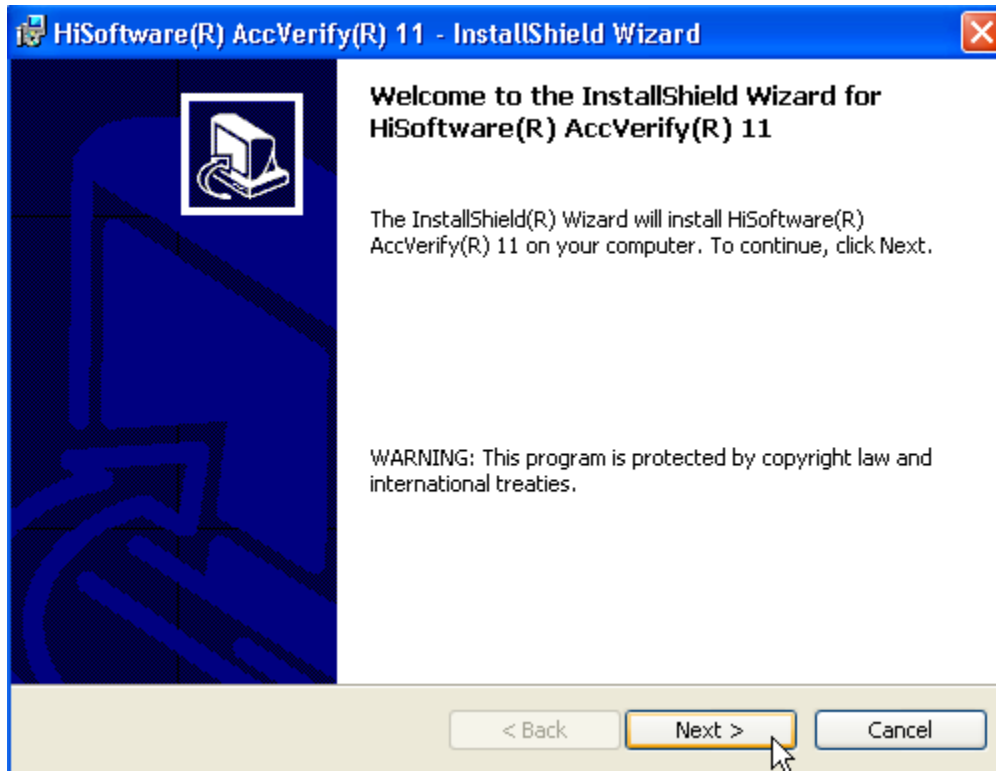 HiSoftware(R) AccVerify(R) 11 - InstallShield Wizard
Welcome to the InstallShield Wizard for
HiSoftware(R) AccVerify(R) 11
The InstallShield(R) Wizard will install HiSoftware(R)
AccVerify(R) 11 on your computer. To continue, click Next.
WARNING: This program is protected by copyright law and
international treaties.
< Back
Next >
Cancel